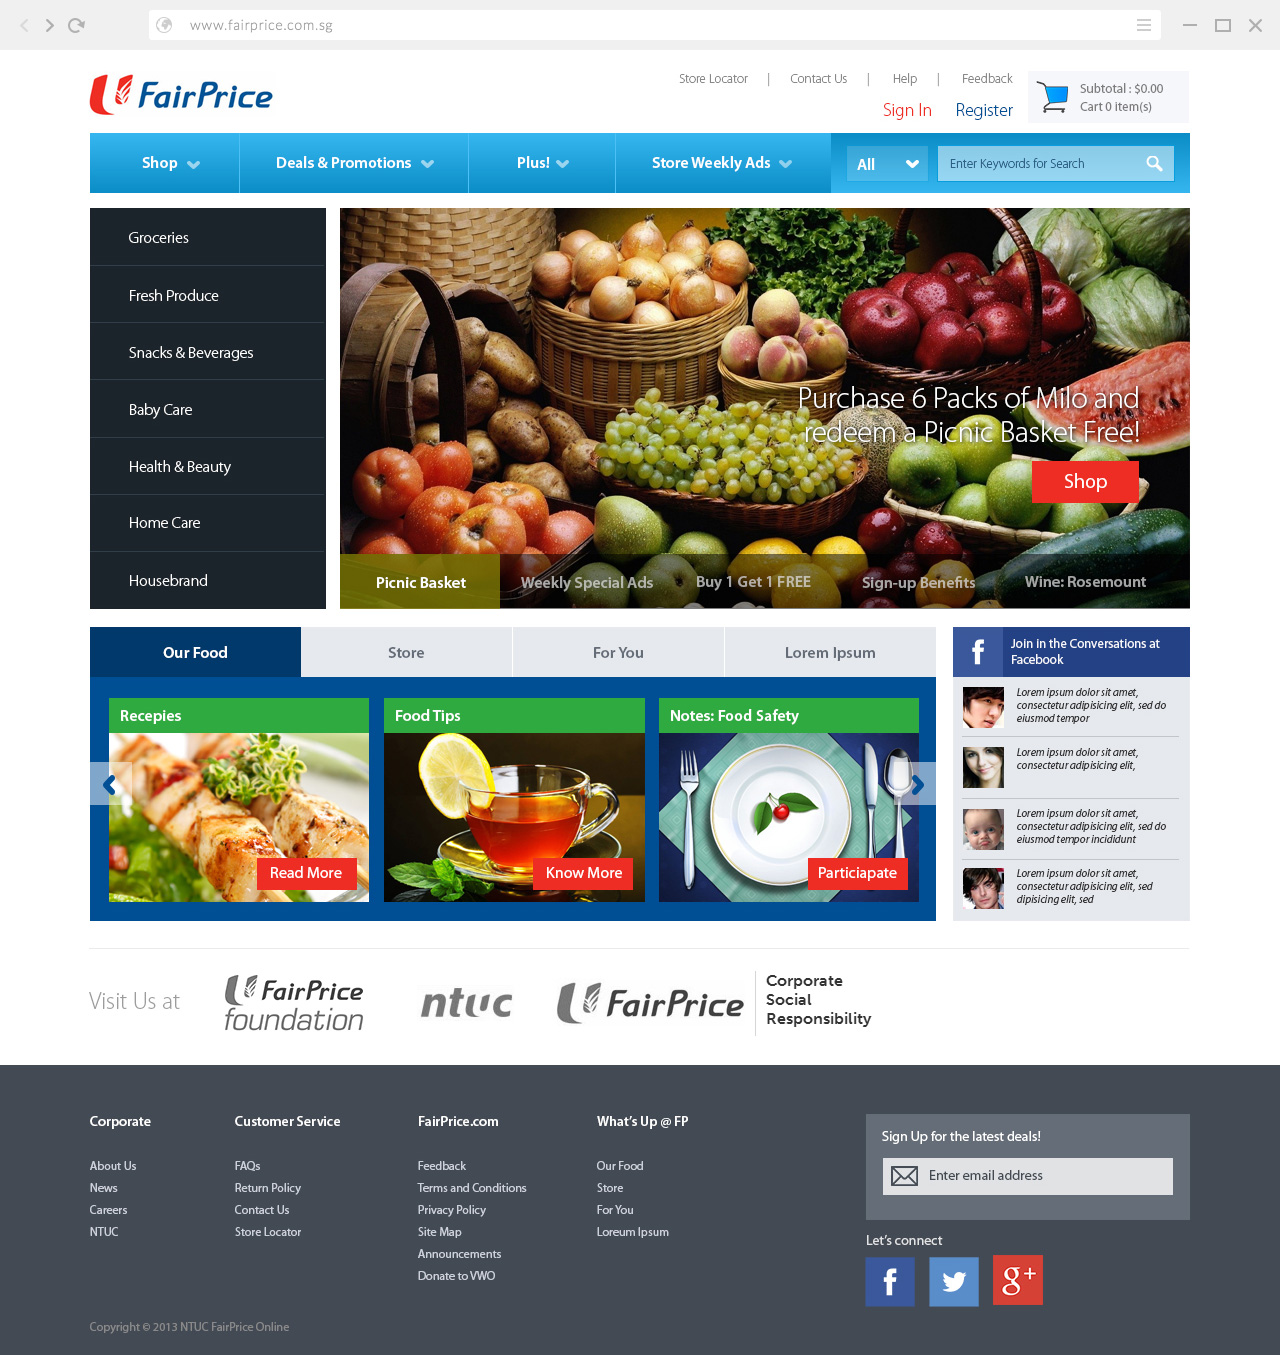 www.fairprice.com.sg
FairPrice
Store Locator | Contact Us | Help | Feedback
Sign In Register
Subtotal : $0.00
Cart 0 item(s)
Shop
Deals & Promotions
Plus!
Store Weekly Ads
All
Enter Keywords for Search
Groceries
Fresh Produce
Snacks & Beverages
Baby Care
Health & Beauty
Home Care
Housebrand
Purchase 6 Packs of Milo and
redeem a Picnic Basket Free!
Shop
Picnic Basket
Weekly Special Ads
Buy 1 Get 1 FREE
Sign-up Benefits
Wine: Rosemount
Our Food
Store
For You
Lorem Ipsum
Recepies
Read More
Food Tips
Know More
Notes: Food Safety
Particiapate
Join in the Conversations at
Facebook
Lorem ipsum dolor sit amet,
consectetur adipisicing elit, sed do
eiusmod tempor
Lorem ipsum dolor sit amet,
consectetur adipisicing elit,
Lorem ipsum dolor sit amet,
consectetur adipisicing elit, sed do
eiusmod tempor incididunt
Lorem ipsum dolor sit amet,
consectetur adipisicing elit, sed
dipisicing elit, sed
Visit Us at
FairPrice
foundation
ntuc
FairPrice
Corporate
Social
Responsibility
Corporate
About Us
News
Careers
NTUC
Customer Service
FAQs
Return Policy
Contact Us
Store Locator
FairPrice.com
Feedback
Terms and Conditions
Privacy Policy
Site Map
Announcements
Donate to VWO
What's Up @ FP
Our Food
Store
For You
Loreum Ipsum
Sign Up for the latest deals!
Enter email address
Let's connect
f
g+
Copyright © 2013 NTUC FairPrice Online